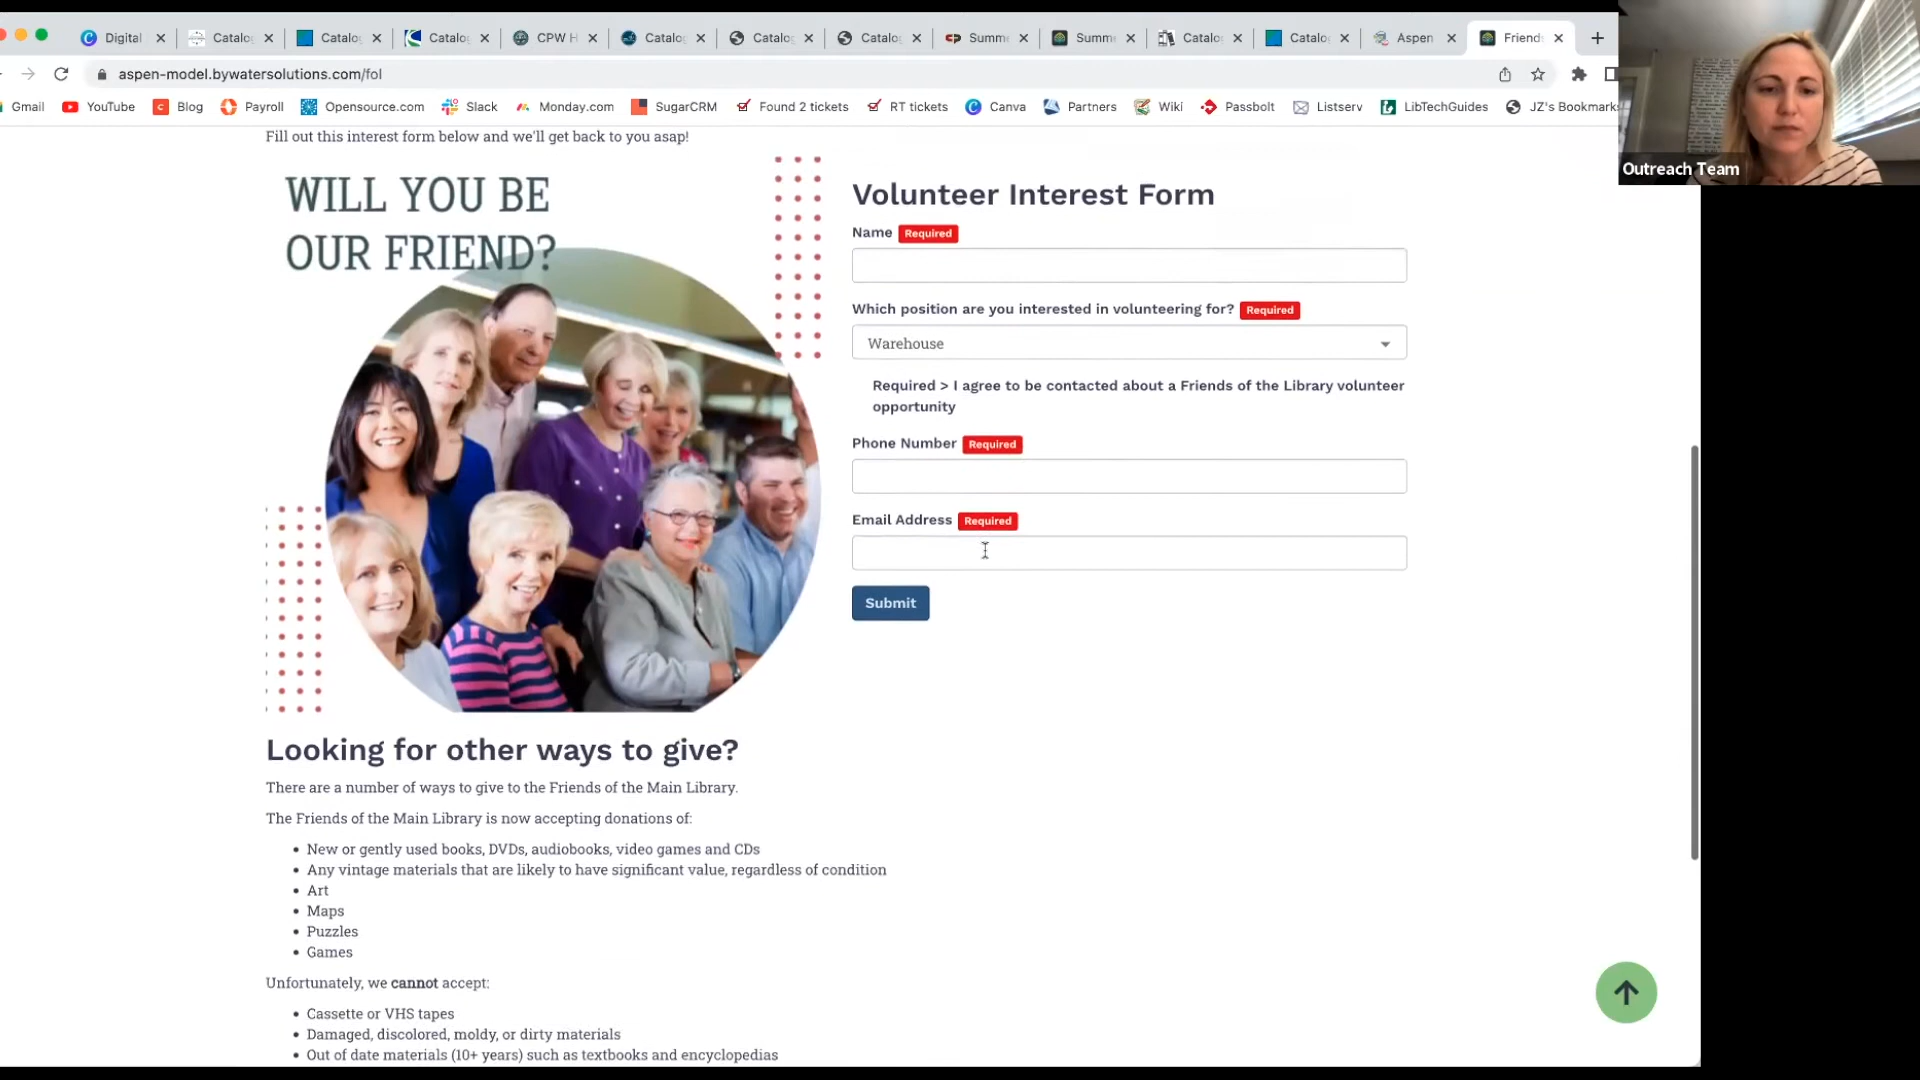 Digital
Catalo
Catalo
Catalo
CPW H
Catalo
Catalo
Catalo
Summe
Summe
Catalo
Catalo
Aspen
Friend
aspen-model.bywatersolutions.com/fol
Gmail
YouTube
Blog
Payroll
Opensource.com
Slack
Monday.com
SugarCRM
Found 2 tickets
RT tickets
Canva
Partners
Wiki
Passbolt
Listserv
LibTechGuides
JZ's Bookmark
Outreach Team
Fill out this interest form below and we'll get back to you asap!
WILL YOU BE
OUR FRIEND?
Volunteer Interest Form
Name Required
Which position are you interested in volunteering for? Required
Warehouse
Required > I agree to be contacted about a Friends of the Library volunteer
opportunity
Phone Number Required
Email Address Required
Submit
Looking for other ways to give?
There are a number of ways to give to the Friends of the Main Library.
The Friends of the Main Library is now accepting donations of:
• New or gently used books, DVDs, audiobooks, video games and CDs
• Any vintage materials that are likely to have significant value, regardless of condition
• Art
• Maps
• Puzzles
• Games
Unfortunately, we cannot accept:
• Cassette or VHS tapes
• Damaged, discolored, moldy, or dirty materials
• Out of date materials (10+ years) such as textbooks and encyclopedias